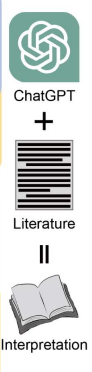 ChatGPT
+
Literature
=
Interpretation